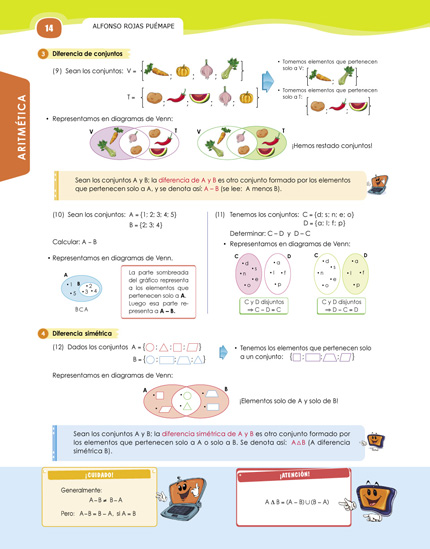 14
ALFONSO ROJAS PUÉMAPE
ARITMÉTICA
3 Diferencia de conjuntos
(9) Sean los conjuntos: V = { ; ; ; }
T = { ; ; ; }
• Tomemos elementos que pertenecen
solo a V: { ; }
• Tomemos elementos que pertenecen
solo a T: { ; }
• Representamos en diagramas de Venn:
V T V T
¡Hemos restado conjuntos!
Sean los conjuntos A y B; la diferencia de A y B es otro conjunto formado por los elementos
que pertenecen solo a A, y se denota así: A – B (se lee: A menos B).
(10) Sean los conjuntos: A = {1; 2; 3; 4; 5}
B = {2; 3; 4}
Calcular: A – B
• Representamos en diagramas de Venn.
A
B
• 1 • 2
• 3 • 4
• 5
B C A
La parte sombreada
del gráfico representa
a los elementos que
pertenecen solo a A.
Luego esa parte re-
presenta a A – B.
(11) Tenemos los conjuntos: C = {d; s; n; e; o}
D = {a; l; f; p}
Determinar: C – D y D – C
• Representamos en diagramas de Venn:
C D C D
• d • a • d • a
• s • s
• n • l • f • n • l • f
• e • e
• o • p • o • p
C y D disjuntos
⇒ C – D = C
C y D disjuntos
⇒ D – C = D
4 Diferencia simétrica
(12) Dados los conjuntos A = { ; ; ; }
B = { ; ; ; }
• Tenemos los elementos que pertenecen solo
a un conjunto: { ; ; ; }
Representamos en diagramas de Venn:
A B
¡Elementos solo de A y solo de B!
Sean los conjuntos A y B; la diferencia simétrica de A y B es otro conjunto formado por
los elementos que pertenecen solo a A o solo a B. Se denota así: A△B (A diferencia
simétrica B).
¡CUIDADO!
Generalmente:
A – B ≠ B – A
Pero: A – B = B – A, si A = B
¡ATENCIÓN!
A △ B = (A – B) ∪ (B – A)